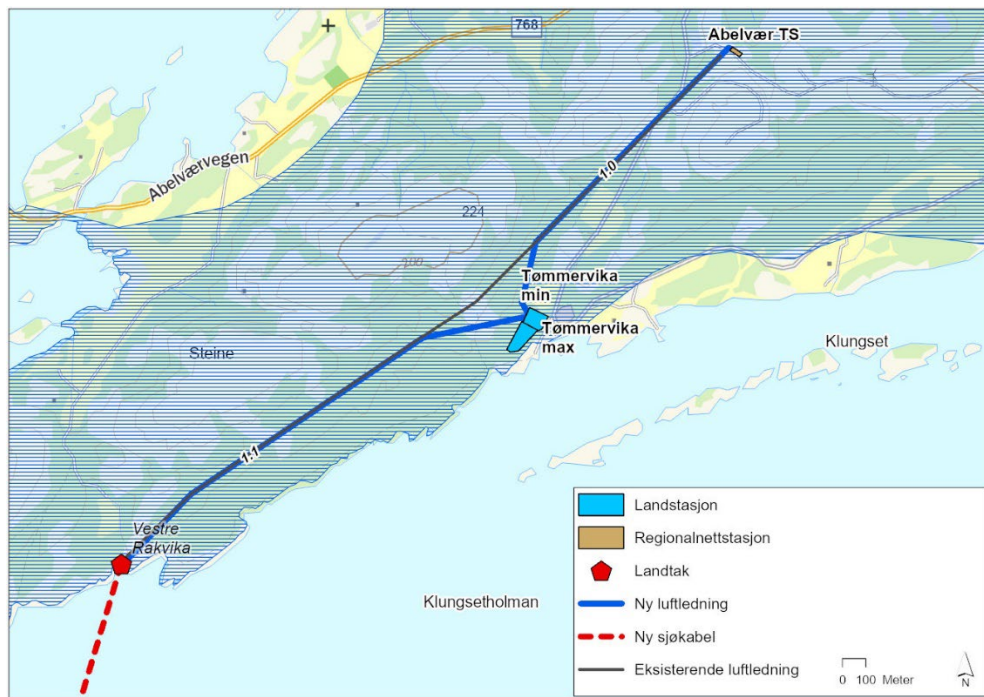 768
Abelvær TS
Abelværvegen
1:0
224
200
Tømmervika
min
Tømmervika
max
Klungset
Steine
1:1
Vestre
Rakvika
Klungsetholman
Landstasjon
Regionalnettstasjon
Landtak
Ny luftledning
Ny sjøkabel
Eksisterende luftledning
0 100 Meter
N